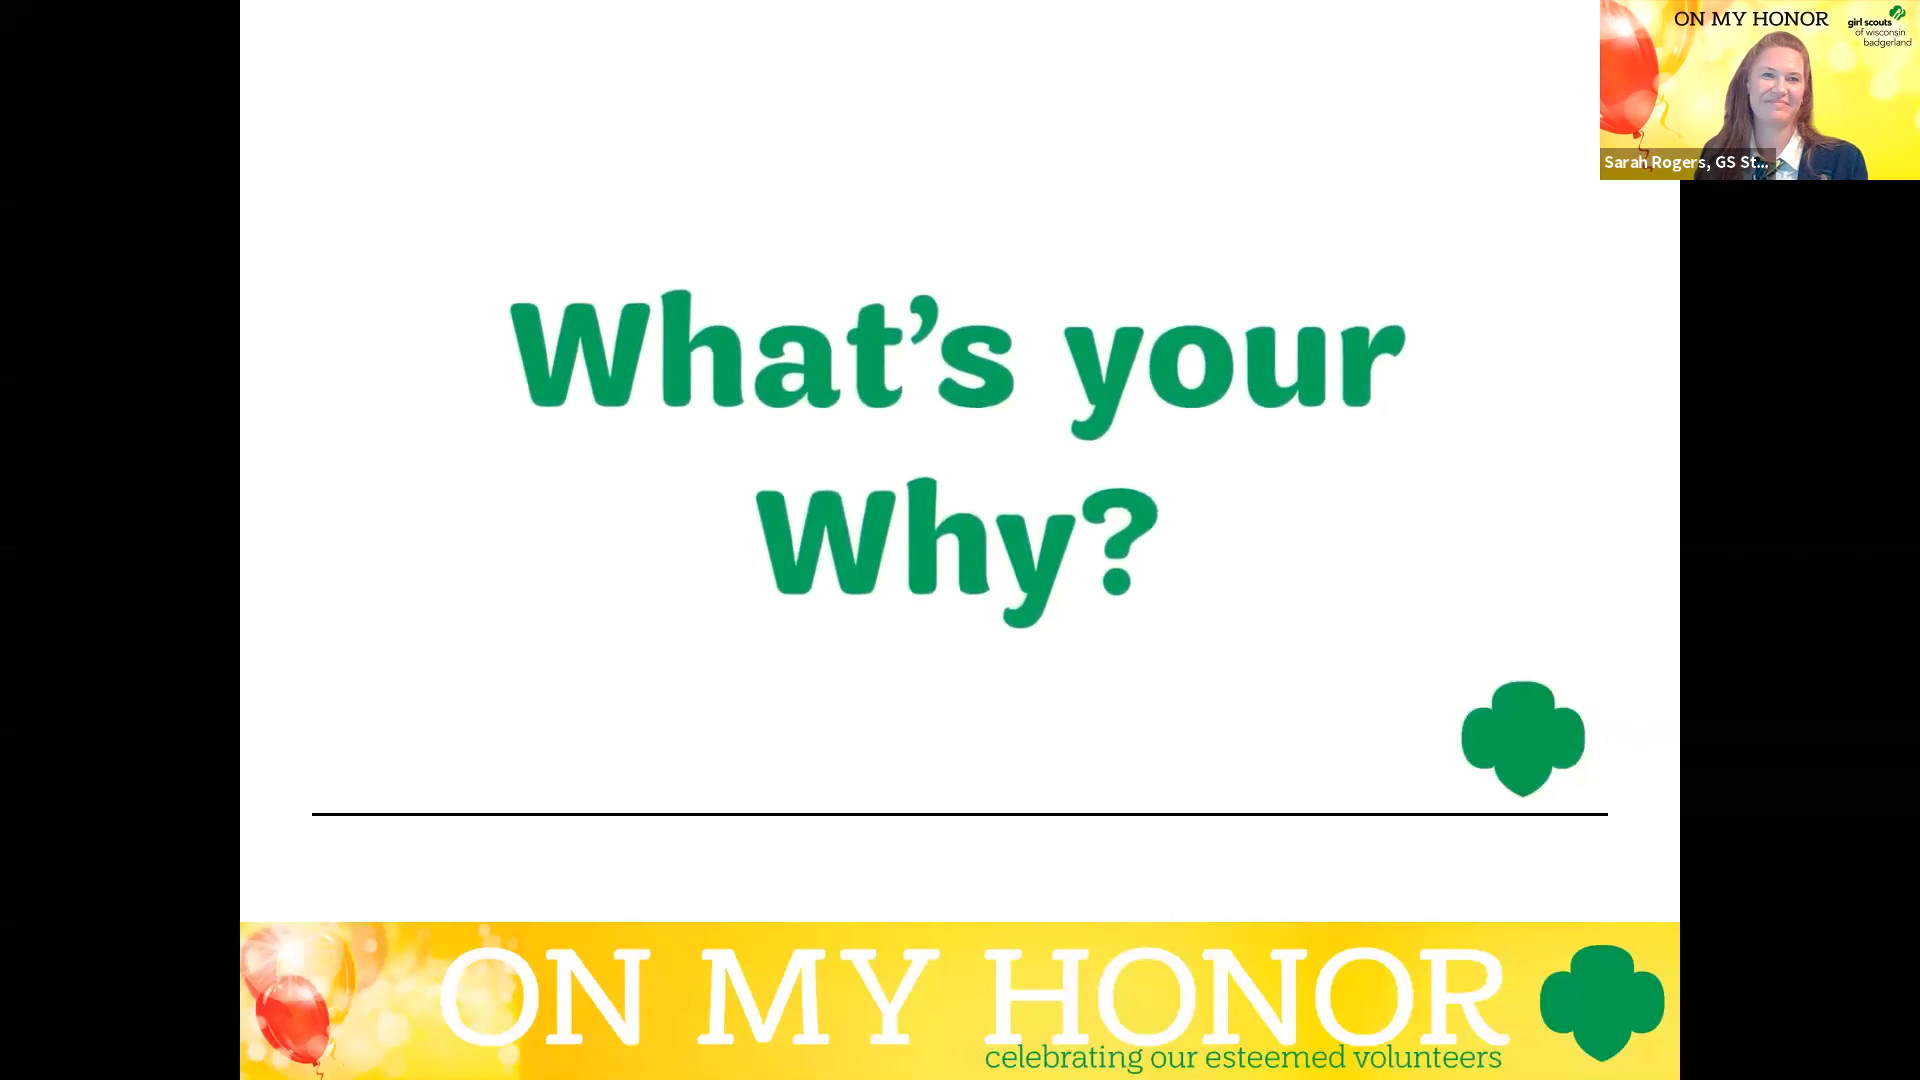 ON MY HONOR
girl scouts
of wisconsin
badgerland
Sarah Rogers, GS St...
What's your
Why?
ON MY HONOR
celebrating our esteemed volunteers